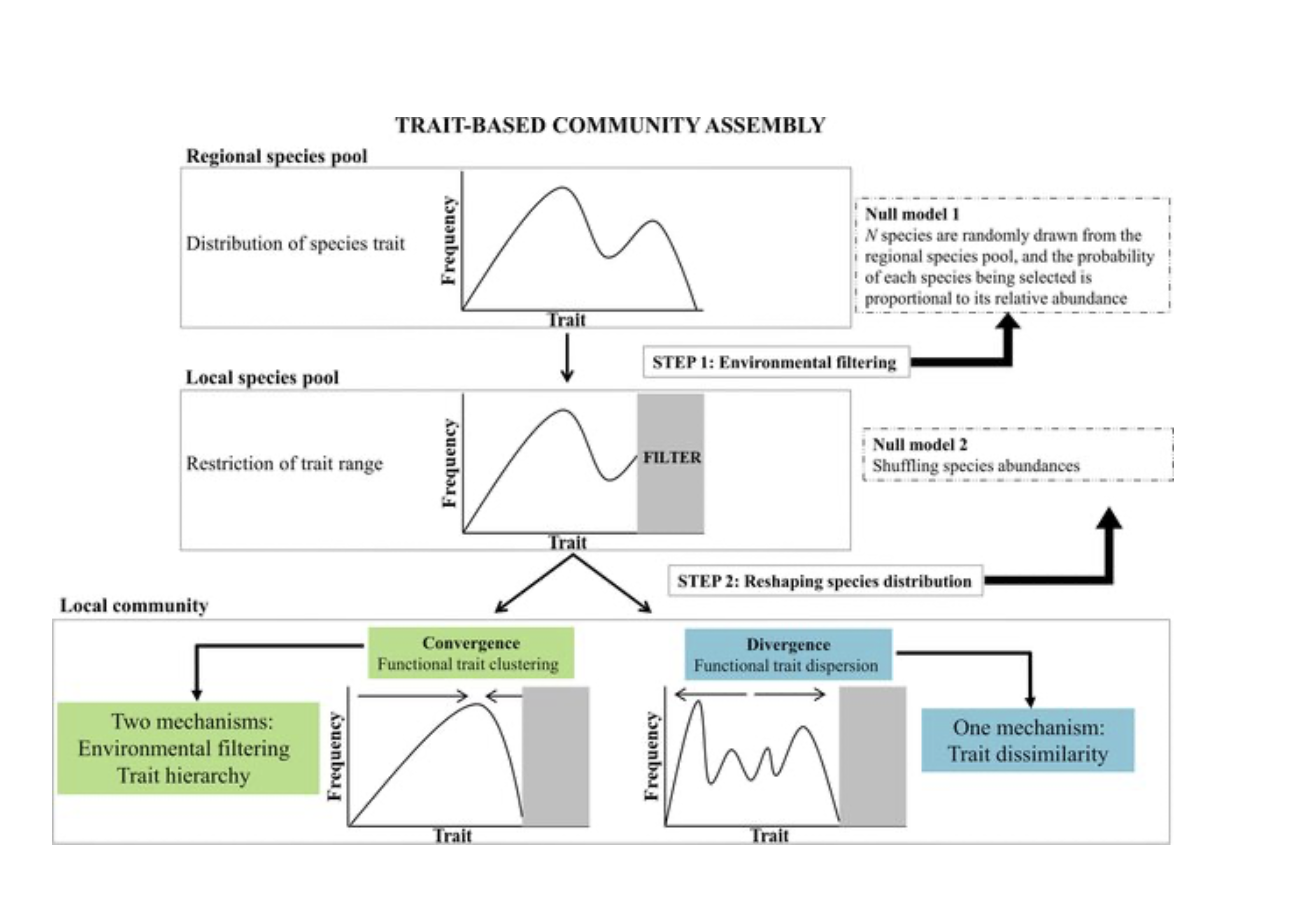 TRAIT-BASED COMMUNITY ASSEMBLY
Regional species pool
Distribution of species trait
Frequency
Trait
Null model 1
N species are randomly drawn from the
regional species pool, and the probability
of each species being selected is
proportional to its relative abundance
STEP 1: Environmental filtering
Local species pool
Restriction of trait range
Frequency
FILTER
Trait
Null model 2
Shuffling species abundances
STEP 2: Reshaping species distribution
Local community
Convergence
Functional trait clustering
Two mechanisms:
Environmental filtering
Trait hierarchy
Frequency
Trait
Divergence
Functional trait dispersion
Frequency
Trait
One mechanism:
Trait dissimilarity